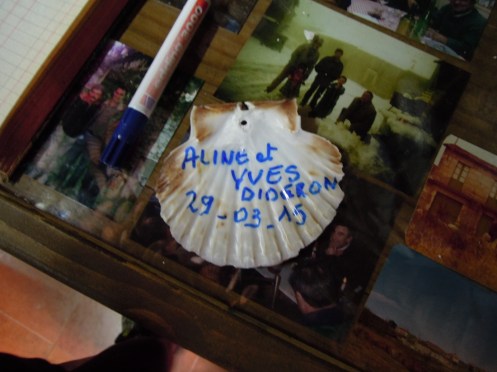 ALINE et
YVES
DIDERON
29-03-15